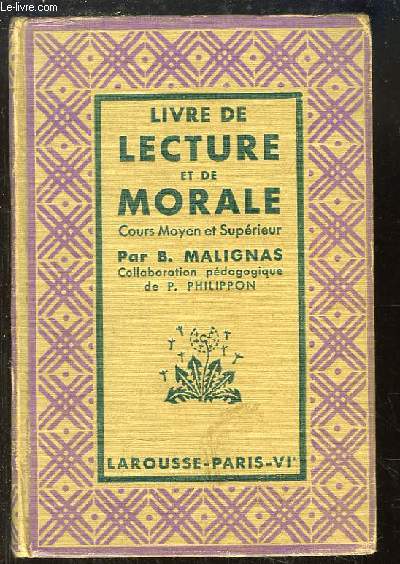 Le-livre.com
LIVRE DE
LECTURE
ET DE
MORALE
Cours Moyen et Supérieur
Par B. MALIGNAS
Collaboration pédagogique
de P. PHILIPPON
LAROUSSE-PARIS-VIᵉ